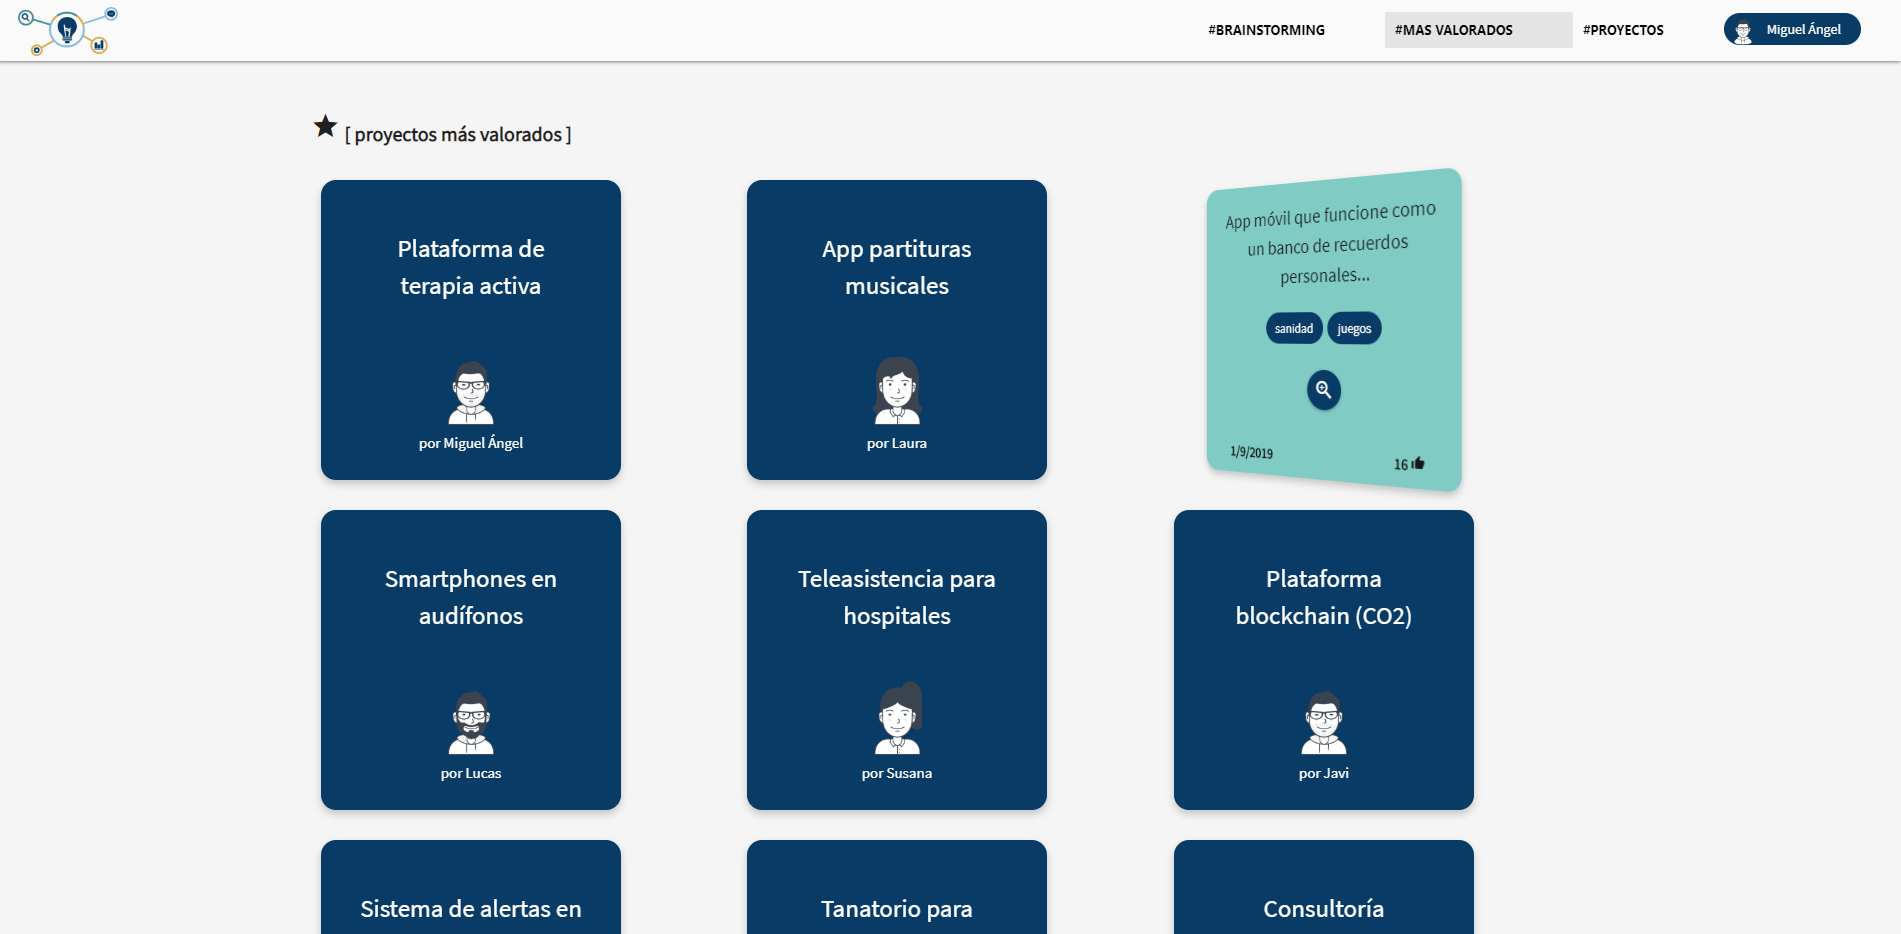 #BRAINSTORMING
#MAS VALORADOS
#PROYECTOS
Miguel Ángel
[ proyectos más valorados ]
Plataforma de
terapia activa
por Miguel Ángel
App partituras
musicales
por Laura
App móvil que funcione como
un banco de recuerdos
personales...
sanidad
juegos
1/9/2019
16
Smartphones en
audífonos
por Lucas
Teleasistencia para
hospitales
por Susana
Plataforma
blockchain (CO2)
por Javi
Sistema de alertas en
Tanatorio para
Consultoría